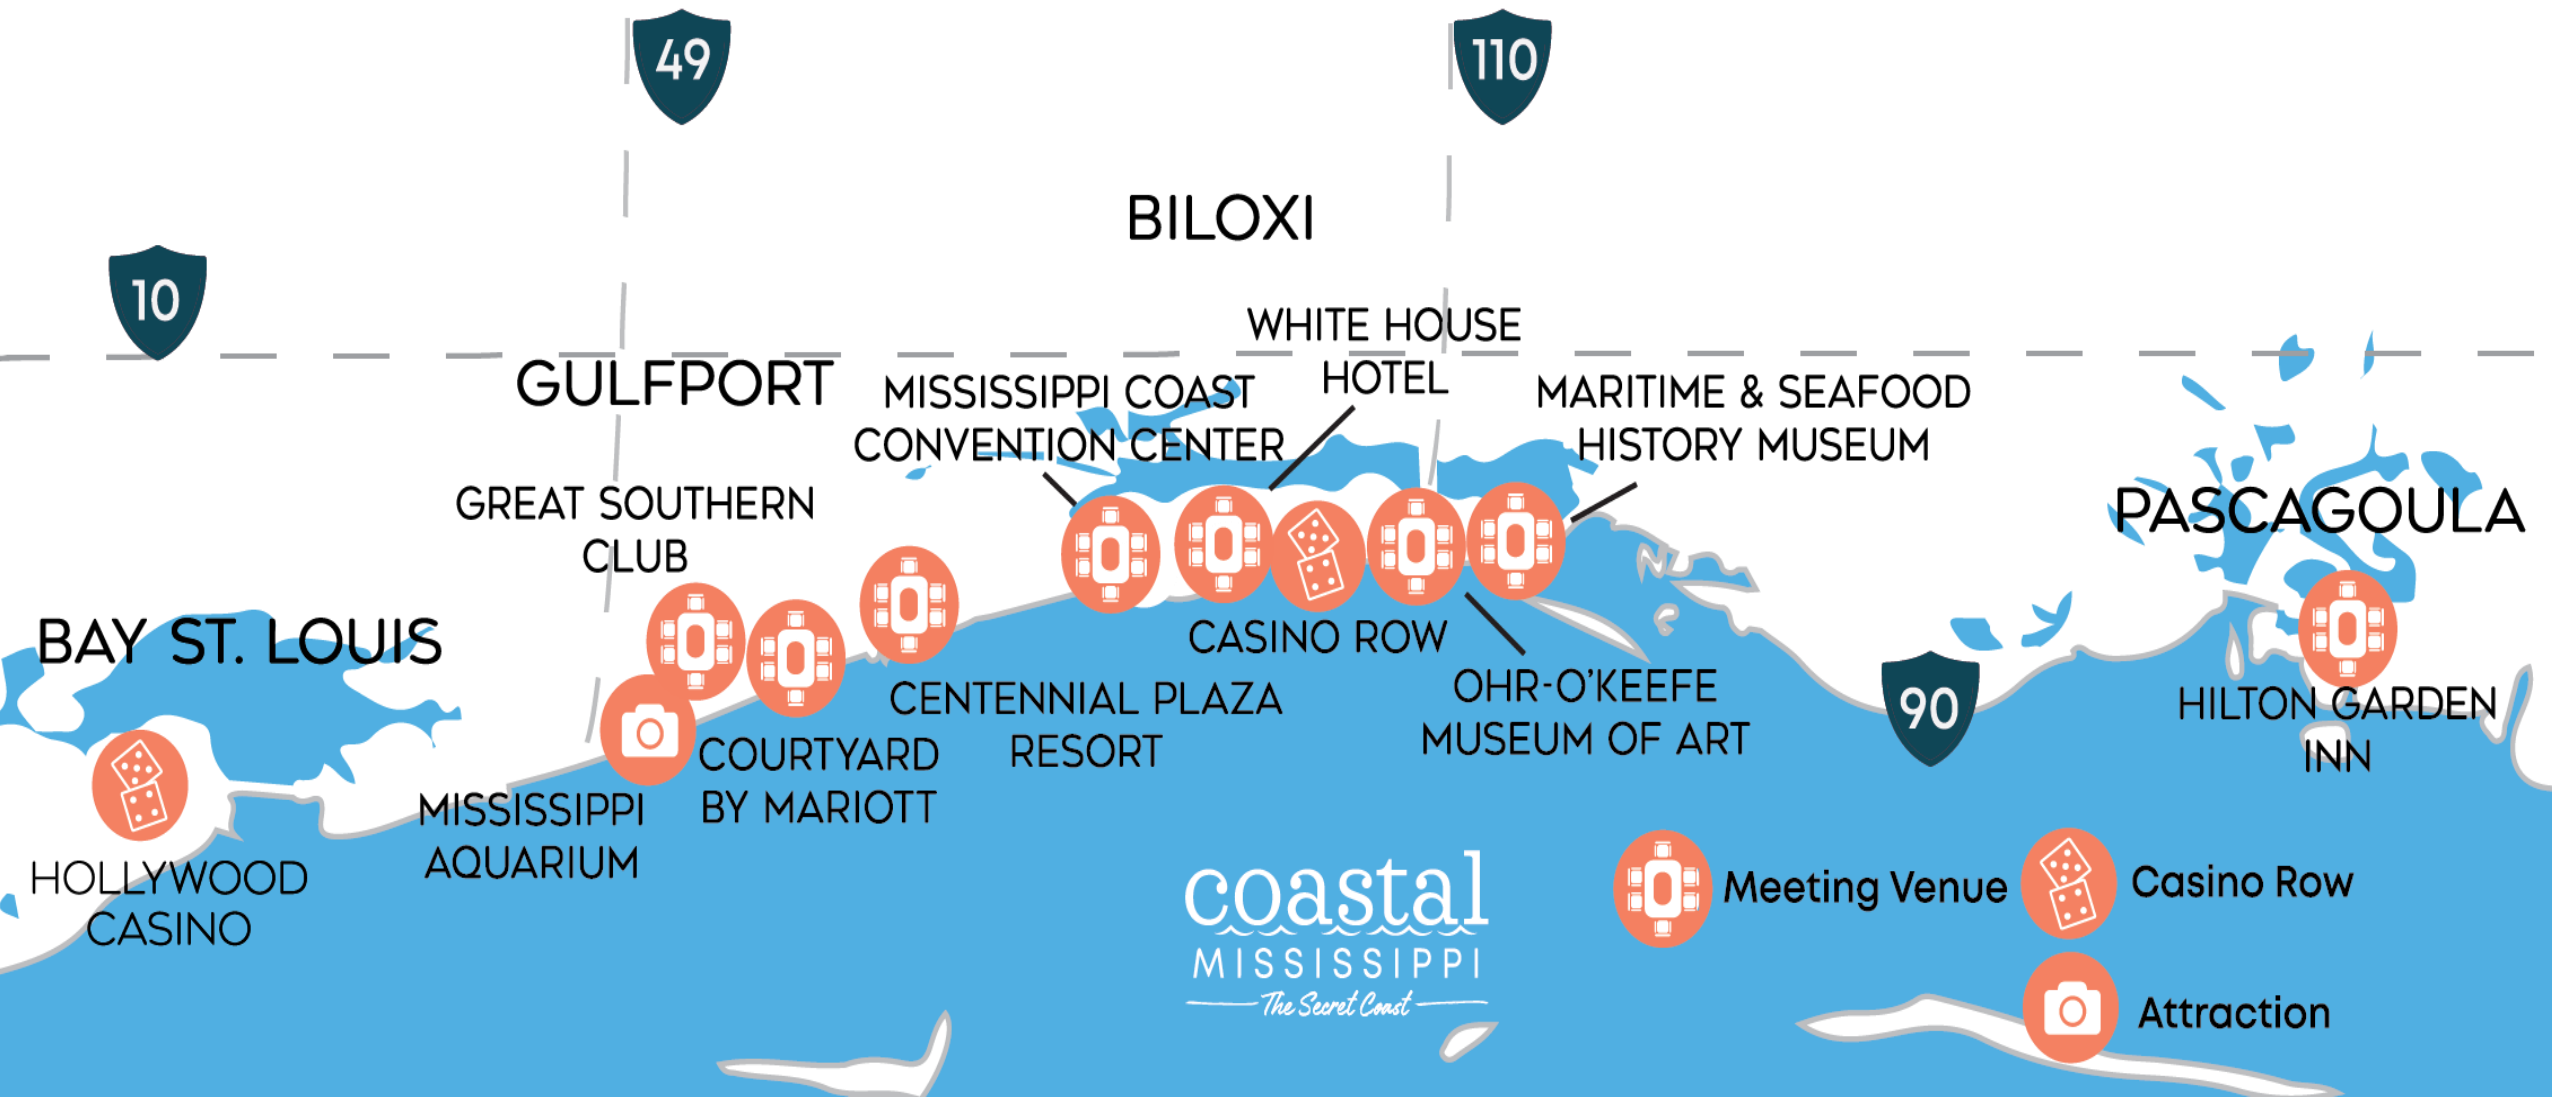 49
110
BILOXI
10
WHITE HOUSE
HOTEL
GULFPORT
MISSISSIPPI COAST
CONVENTION CENTER
MARITIME & SEAFOOD
HISTORY MUSEUM
GREAT SOUTHERN
CLUB
PASCAGOULA
BAY ST. LOUIS
CASINO ROW
CENTENNIAL PLAZA
RESORT
OHR-O'KEEFE
MUSEUM OF ART
90
HILTON GARDEN
INN
COURTYARD
BY MARIOTT
MISSISSIPPI
AQUARIUM
HOLLYWOOD
CASINO
coastal
MISSISSIPPI
The Secret Coast
Meeting Venue
Casino Row
Attraction